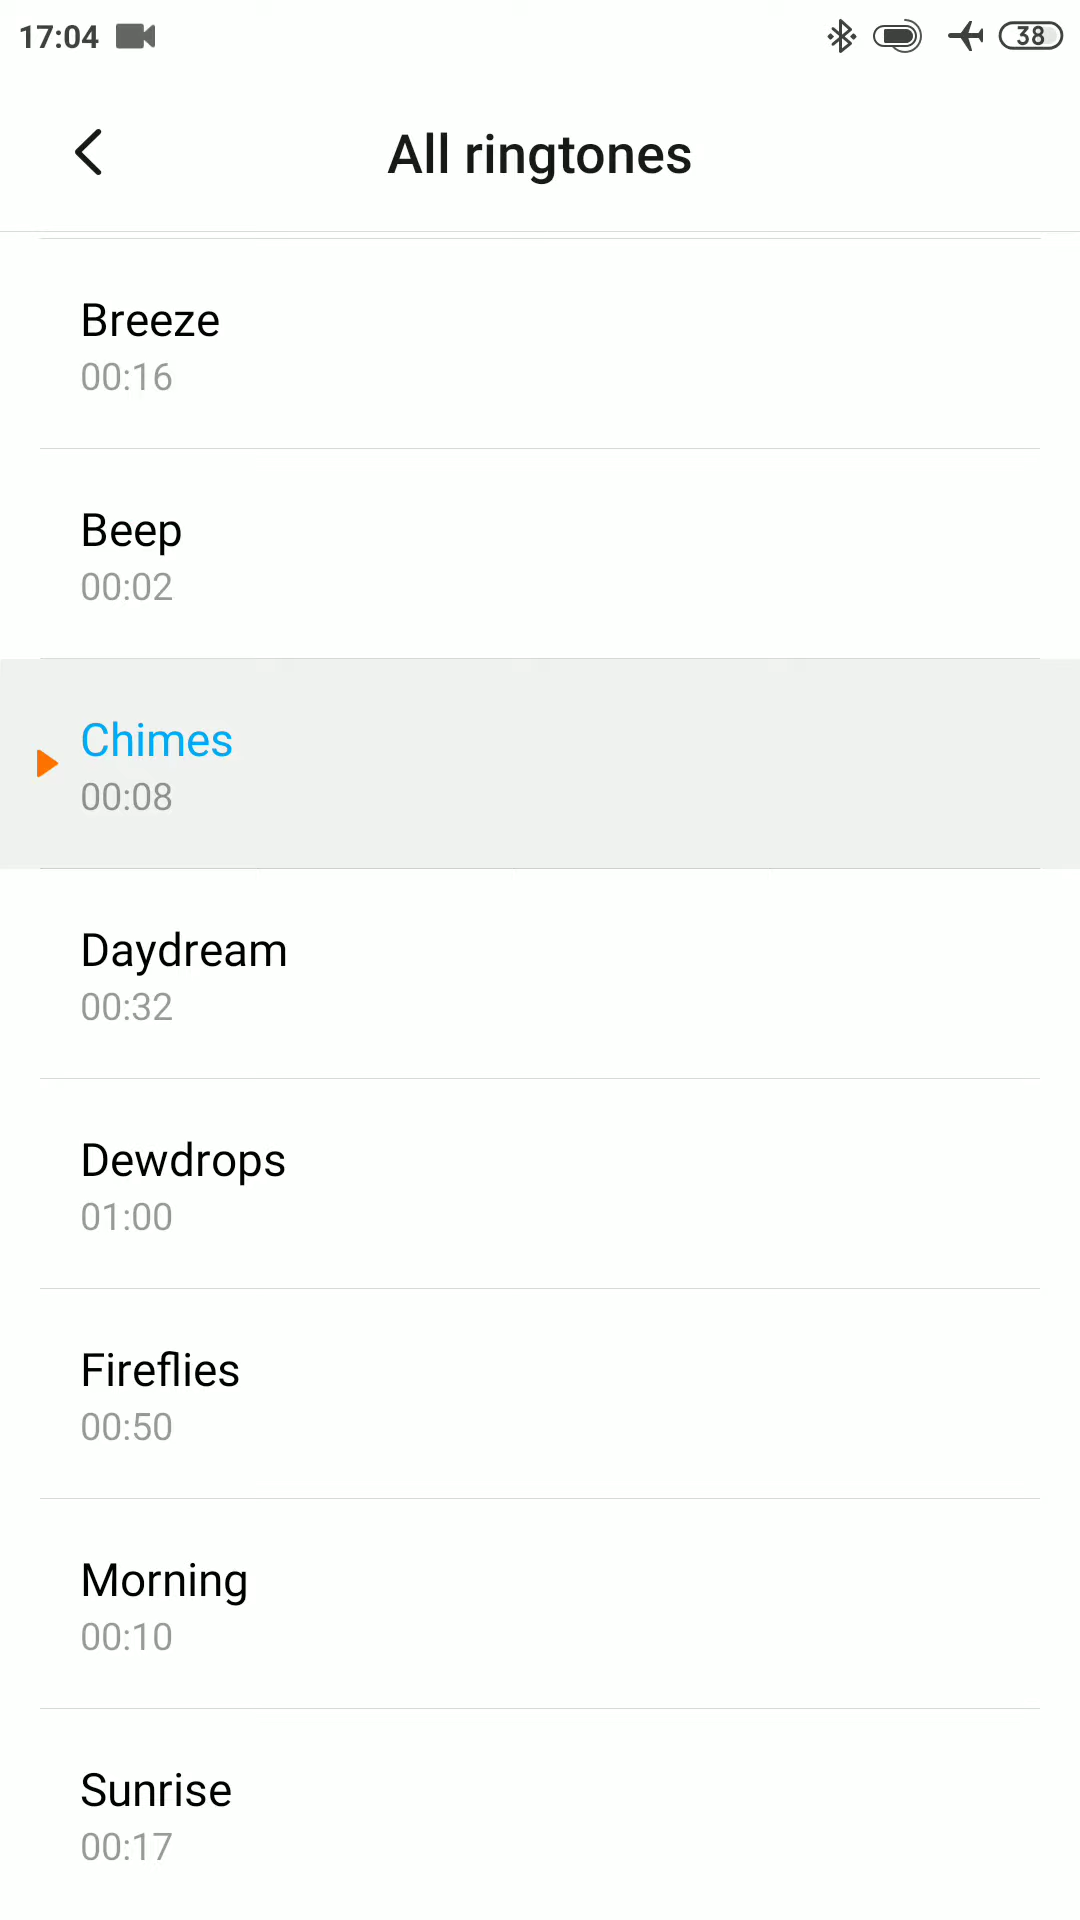 17:04
38
All ringtones
Breeze
00:16
Beep
00:02
Chimes
00:08
Daydream
00:32
Dewdrops
01:00
Fireflies
00:50
Morning
00:10
Sunrise
00:17